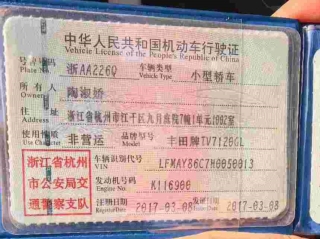 中华人民共和国机动车行驶证
Vehicle License of the People's Republic of China
号牌号码 浙AA226Q 车辆类型 小型轿车
Plate No. Vehicle Type
所有人 陶淑娇
Owner
住址 浙江省杭州市江干区九月庭院7幢1单元1002室
Address
使用性质 非营运 品牌型号 丰田牌TV7126GL
Use Character Model
浙江省杭州市公安局交通警察支队
车辆识别代号 LFMAY86C7H0050013
VIN
发动机号码 K116900
Engine No.
注册日期 2017-03-08 发证日期 2017-03-08
Register Date Issue Date